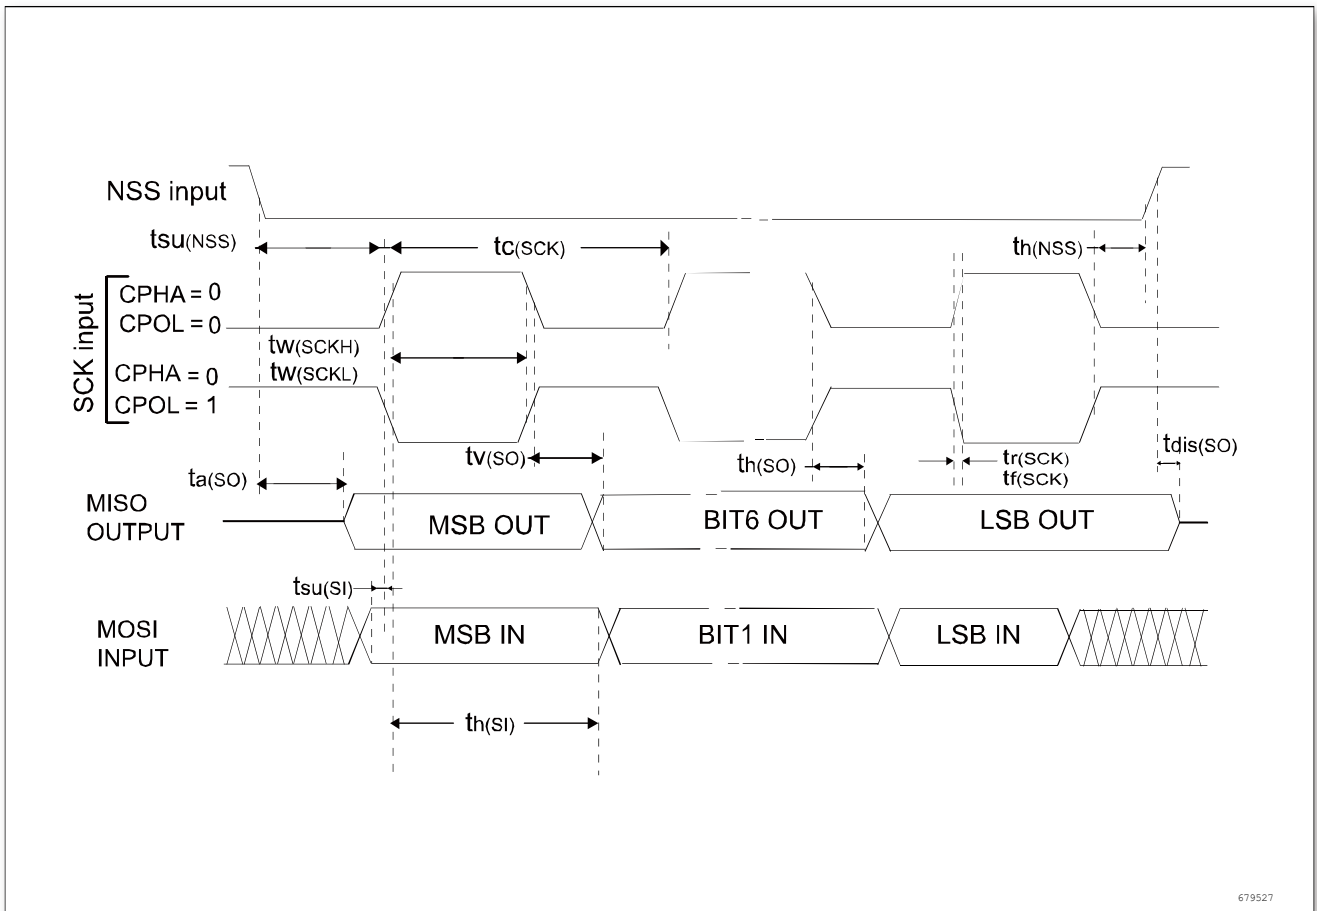 NSS input
tsu(NSS)
tc(SCK)
th(NSS)
SCK input
CPHA = 0
CPOL = 0
tw(SCKH)
tw(SCKL)
CPHA = 0
CPOL = 1
tv(SO)
th(SO)
tr(SCK)
tf(SCK)
tdis(SO)
ta(SO)
MISO
OUTPUT
MSB OUT
BIT6 OUT
LSB OUT
tsu(SI)
MOSI
INPUT
MSB IN
BIT1 IN
LSB IN
th(SI)
679527